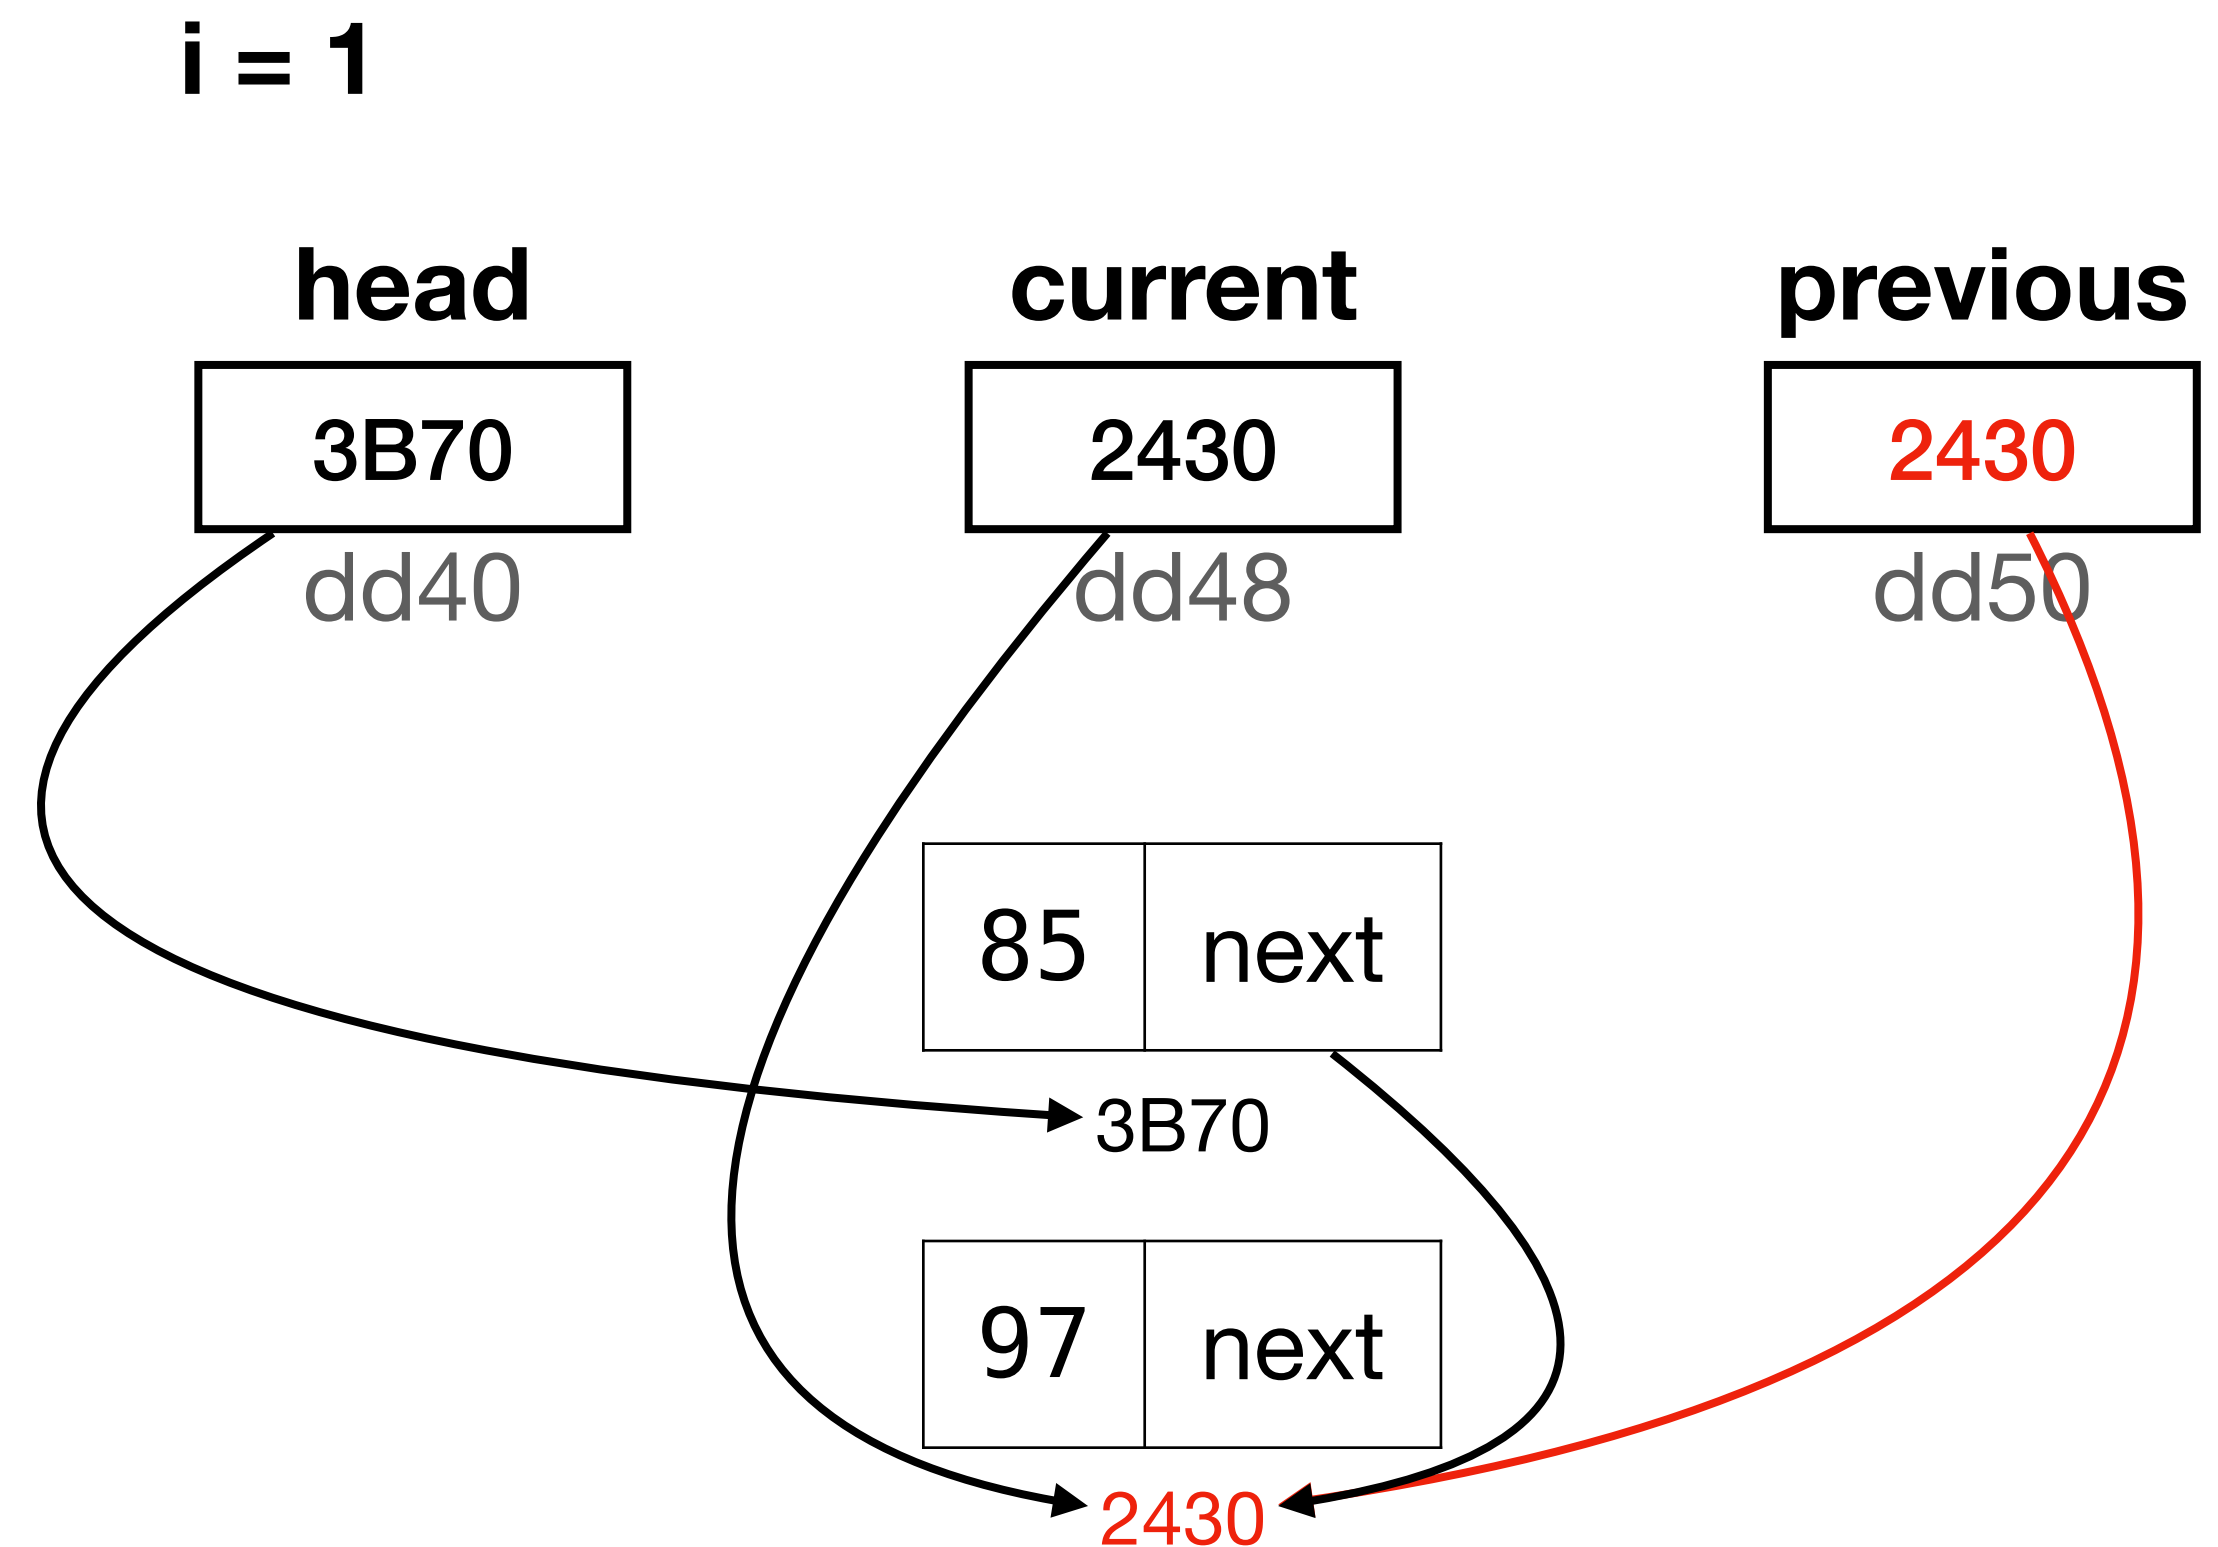 i = 1
head current previous
3B70 2430 2430
dd40 dd48 dd50
85 next
3B70
97 next
2430